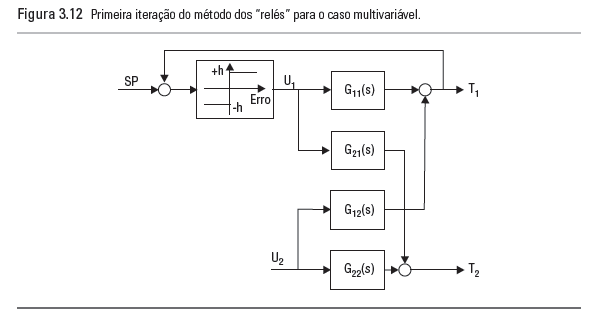 Figura 3.12 Primeira iteração do método dos “relés” para o caso multivariável.
SP
+h
-h
Erro
U1
G11(s)
T1
G21(s)
G12(s)
U2
G22(s)
T2